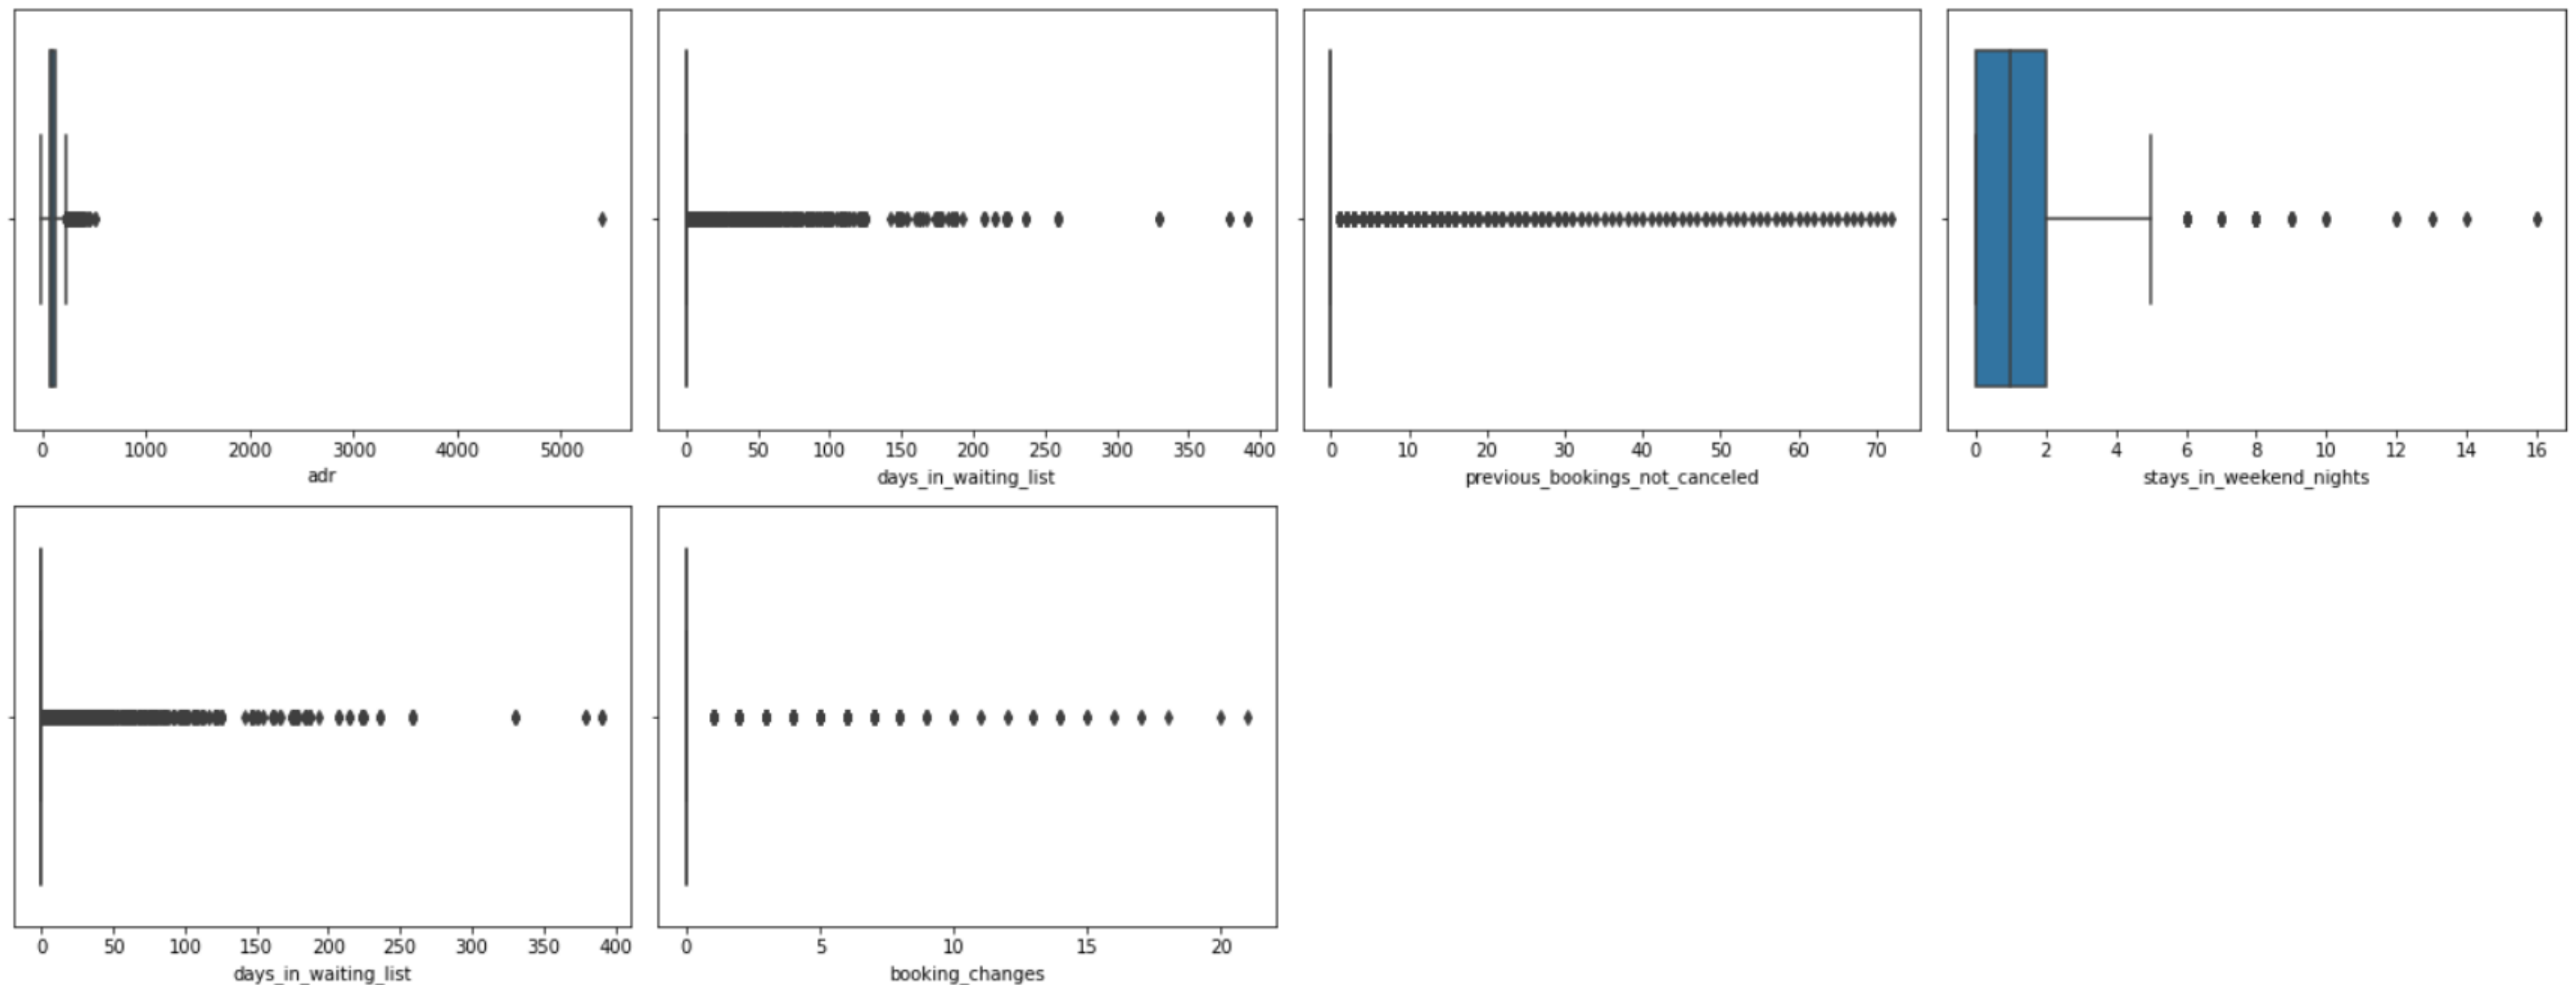 0 1000 2000 3000 4000 5000
adr
0 50 100 150 200 250 300 350 400
days_in_waiting_list
0 10 20 30 40 50 60 70
previous_bookings_not_canceled
0 2 4 6 8 10 12 14 16
stays_in_weekend_nights
0 50 100 150 200 250 300 350 400
days_in_waiting_list
0 5 10 15 20
booking_changes